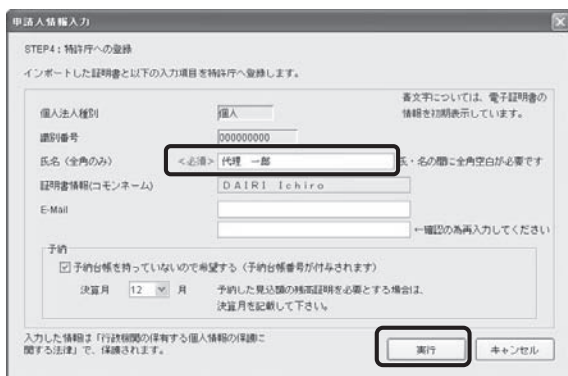 申請人情報入力
STEP4：特許庁への登録
インポートした証明書と以下の入力項目を特許庁へ登録します。
青文字については、電子証明書の
情報を初期表示しています。
個人法人種別 個人
識別番号 000000000
氏名（全角のみ） <必須> 代理　一郎 氏・名の間に全角空白が必要です
証明書情報(コモンネーム) ＤＡＩＲＩ　Ｉｃｈｉｒｏ
E-Mail
←確認の為再入力してください
予約
予約台帳を持っていないので希望する（予約台帳番号が付与されます）
決算月 12 月 予約した見込額の残高証明を必要とする場合は、
決算月を記載して下さい。
入力した情報は「行政機関の保有する個人情報の保護に
関する法律」で、保護されます。
実行 キャンセル